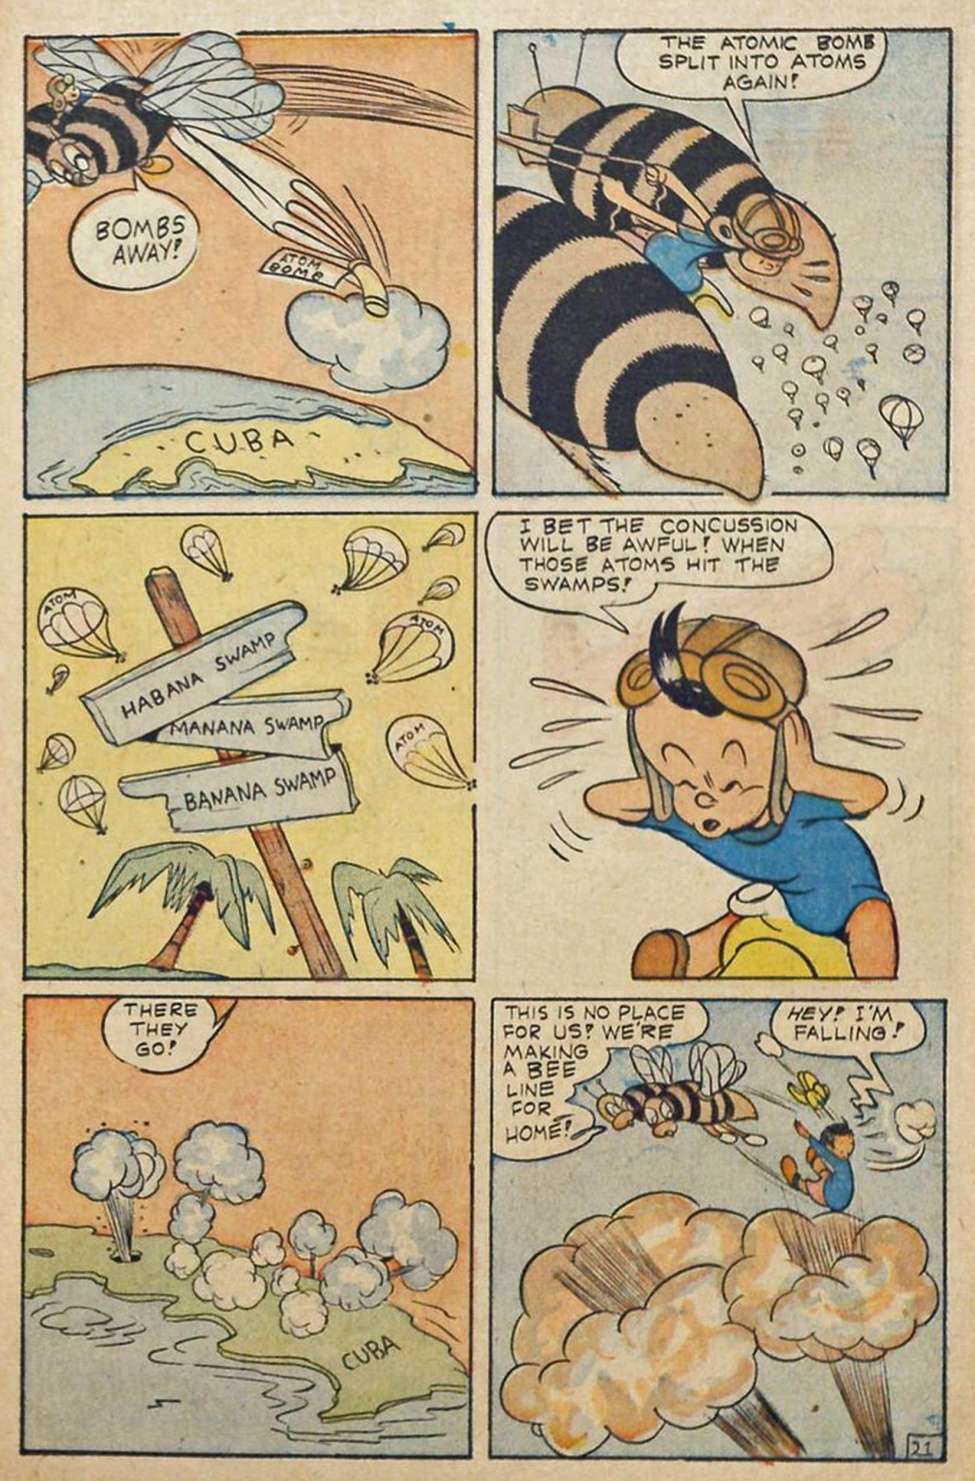 BOMBS
AWAY!
ATOM
BOMB
CUBA
THE ATOMIC BOMB
SPLIT INTO ATOMS
AGAIN!
ATOM
ATOM
ATOM
HABANA SWAMP
MANANA SWAMP
BANANA SWAMP
I BET THE CONCUSSION
WILL BE AWFUL! WHEN
THOSE ATOMS HIT THE
SWAMPS!
THERE
THEY
GO!
CUBA
THIS IS NO PLACE
FOR US! WE'RE
MAKING
A BEE
LINE
FOR
HOME!
HEY! I'M
FALLING!
21